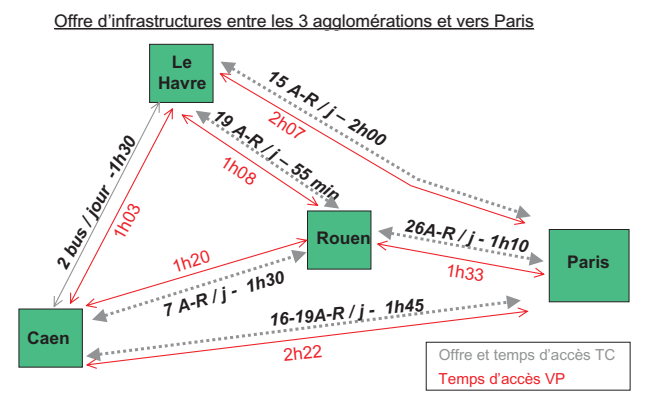 Offre d'infrastructures entre les 3 agglomérations et vers Paris
Le
Havre
15 A-R / j – 2h00
2h07
19 A-R / j – 55 min
1h08
2 bus / jour -1h30
1h03
Rouen
26A-R / j - 1h10
1h33
Paris
1h20
7 A-R / j - 1h30
16-19A-R / j - 1h45
2h22
Caen
Offre et temps d'accès TC
Temps d'accès VP